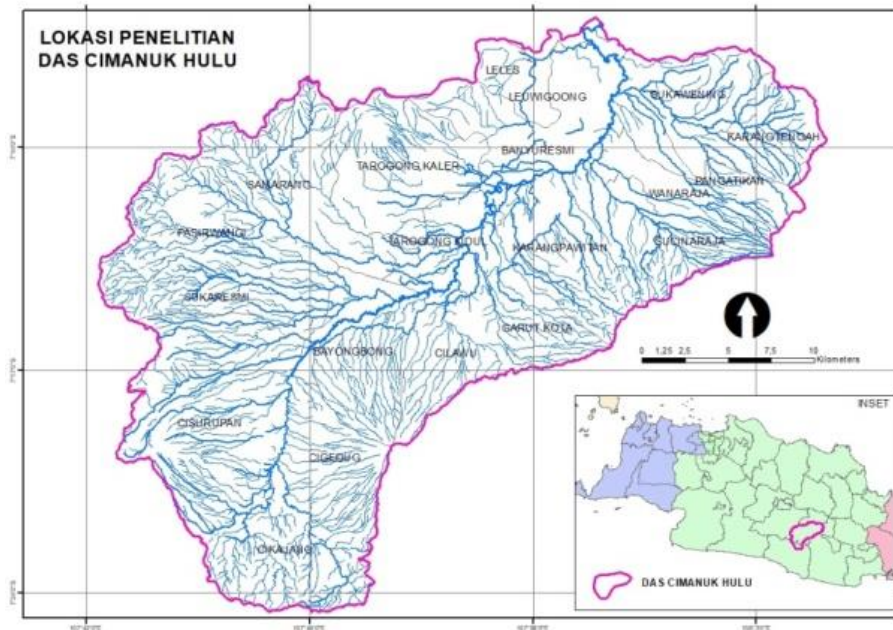 LOKASI PENELITIAN
DAS CIMANUK HULU
LELES
LEUWIGOONG
SUKAWENING
KARANGTENGAH
BANYURESMI
TAROGONG KALER
SAMARANG
PANGATIKAN
WANARAJA
PASIRWANGI
TAROGONG KIDUL
KARANGPAWITAN
SUCINARAJA
SUKARESMI
GARUT KOTA
BAYONGBONG
CILAWU
CISURUPAN
CIGEDUG
CIKAJANG
0 1,25 2,5 5 7,5 10
Kilometers
INSET
DAS CIMANUK HULU